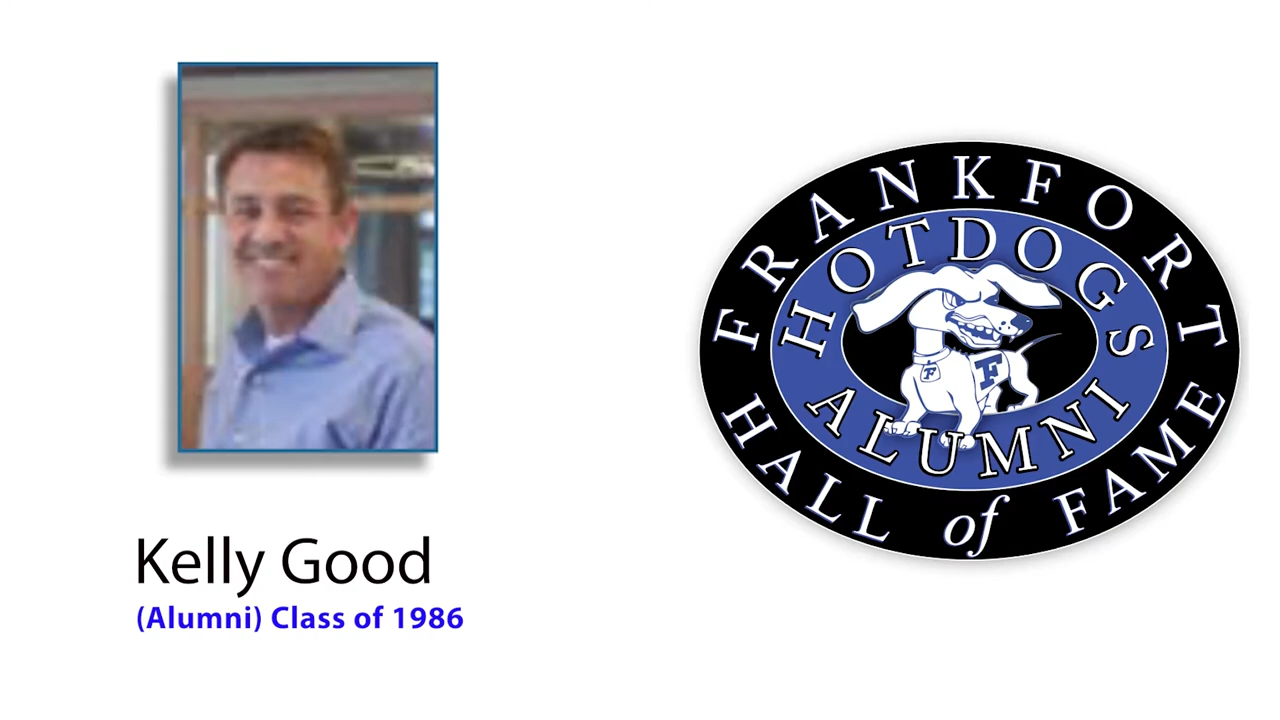 Kelly Good
(Alumni) Class of 1986
FRANKFORT
HOTDOGS
F
F
ALUMNI
HALL of FAME